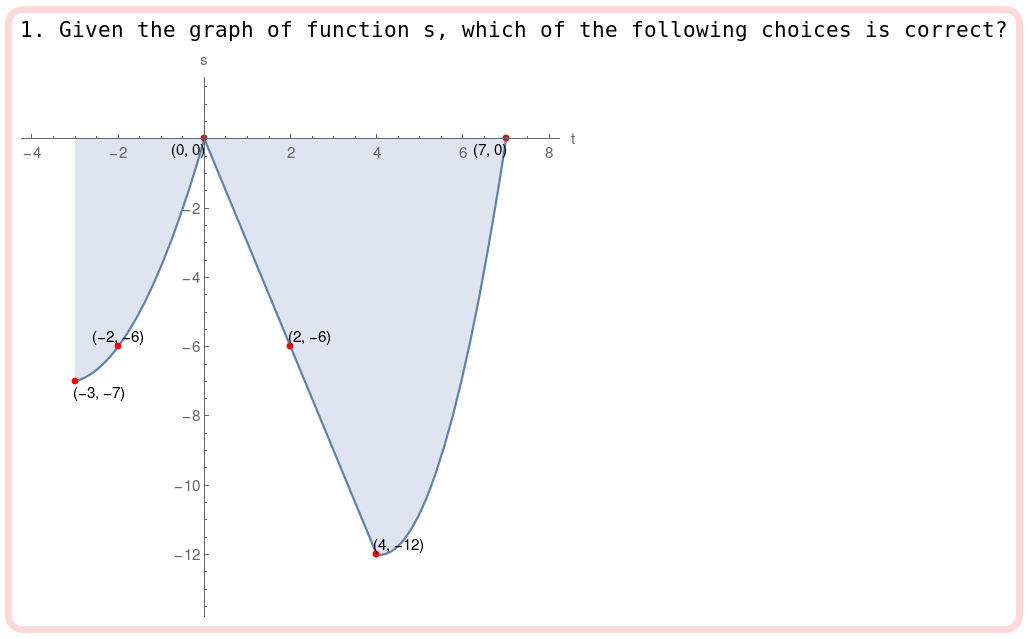 1. Given the graph of function s, which of the following choices is correct?
s
t
−4 −2 2 4 6 8
(0, 0) (7, 0)
−2
−4
(−2, −6) (2, −6)
−6
(−3, −7)
−8
−10
(4, −12)
−12